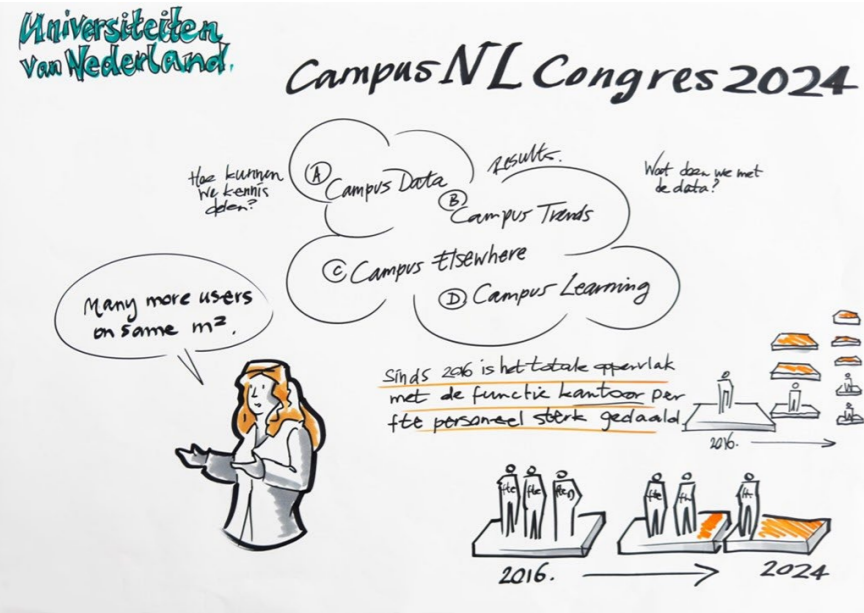 Universiteiten
van Nederland.
Campus NL Congres 2024
Hoe kunnen
we kennis
delen?
A Campus Data
results.
B
Campus Trends
Wat doen we met
de data?
C Campus Elsewhere
D Campus Learning
Many more users
on same m².
Sinds 2016 is het totale oppervlak
met de functie kantoor per
fte personeel sterk gedaald
2016.
fte fte
fte fte fte
2016.
2024